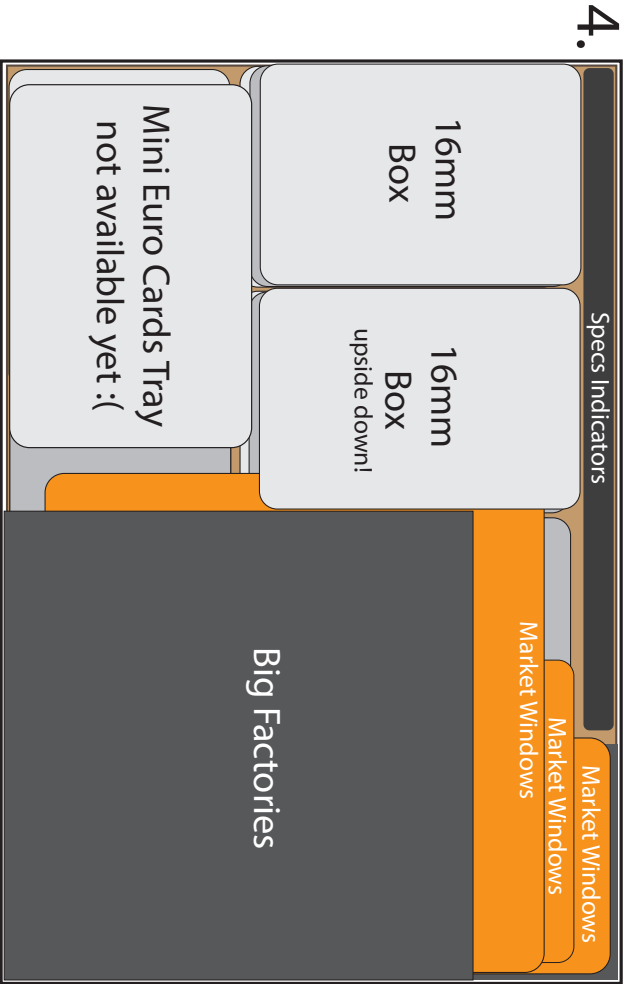 4.
Specs Indicators
16mm
Box
16mm
Box
upside down!
Mini Euro Cards Tray
not available yet :(
Market Windows
Market Windows
Market Windows
Big Factories